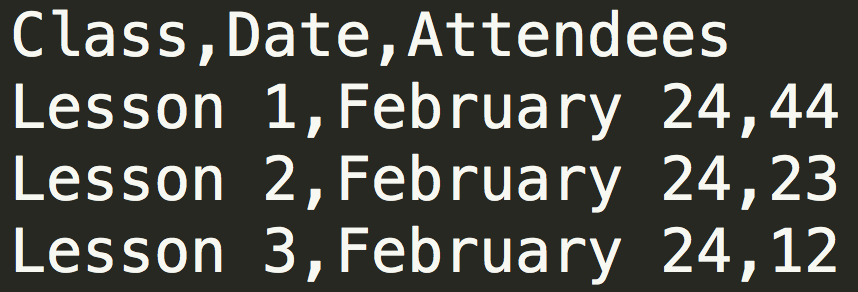 Class,Date,Attendees
Lesson 1,February 24,44
Lesson 2,February 24,23
Lesson 3,February 24,12